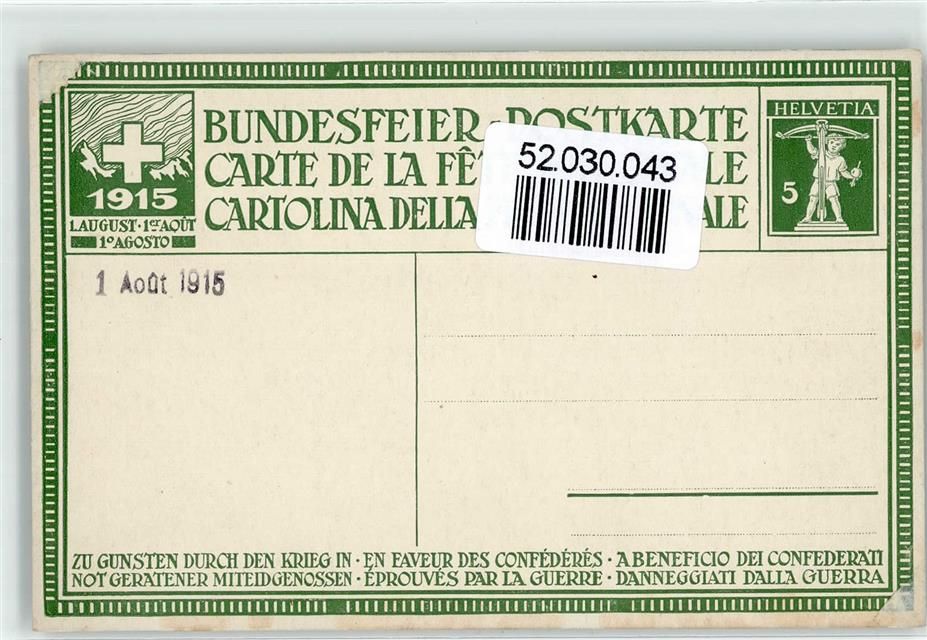 1915
1.AUGUST·1ER AOÛT
1º AGOSTO
BUNDESFEIER·POSTKARTE
CARTE DE LA FÊ LE
CARTOLINA DELLA ALE
52.030.043
HELVETIA
5
1 Août 1915
ZU GUNSTEN DURCH DEN KRIEG IN · EN FAVEUR DES CONFÉDÉRÉS · A BENEFICIO DEI CONFEDERATI
NOT GERATENER MITEIDGENOSSEN · ÉPROUVÉS PAR LA GUERRE · DANNEGGIATI DALLA GUERRA